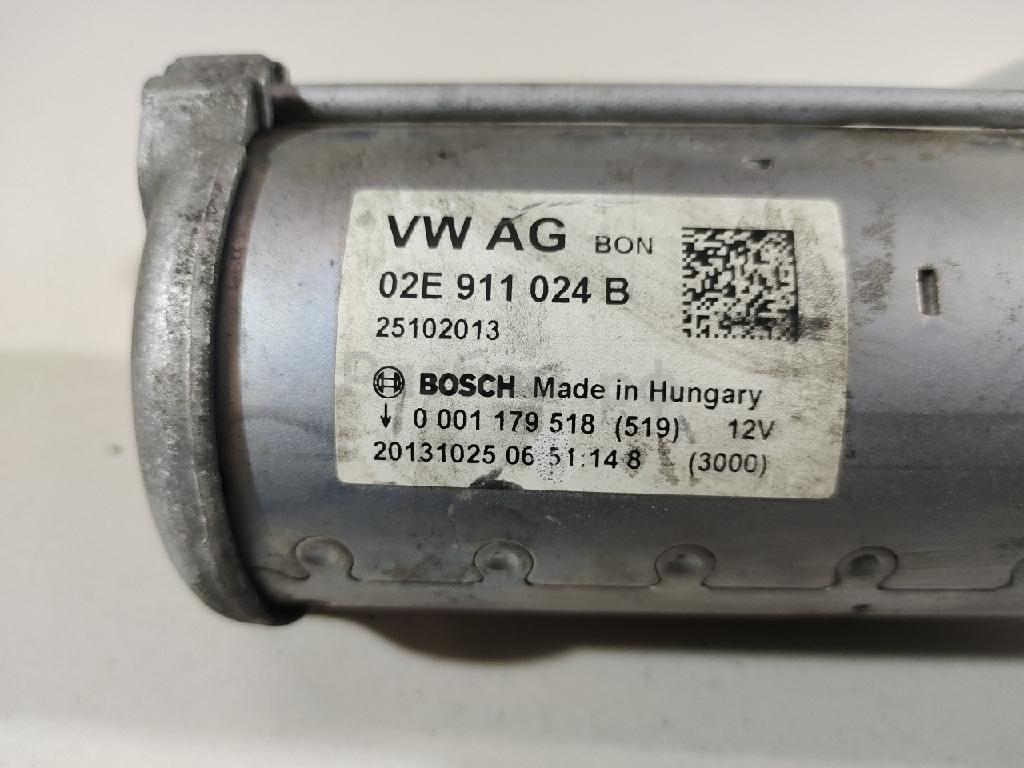 VW AG BON
02E 911 024 B
25102013
BOSCH Made in Hungary
↓ 0 001 179 518 (519) 12V
20131025 06 51:14 8 (3000)